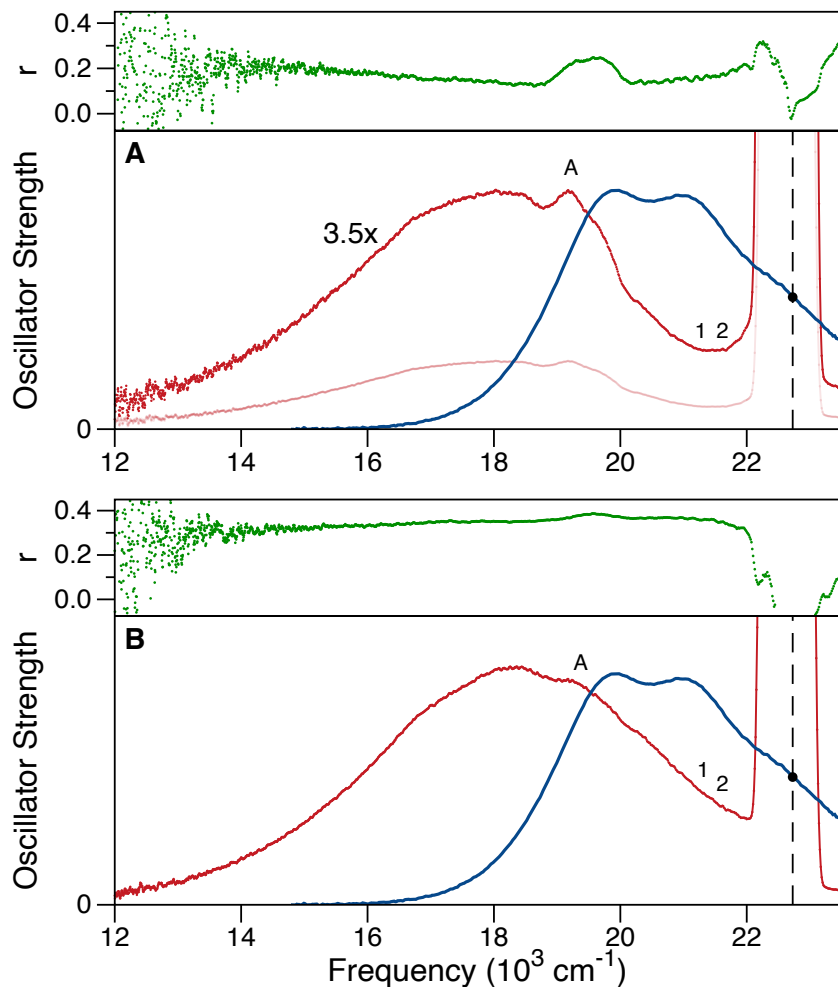 0.4
0.2
0.0
r
A
A
3.5x
1 2
Oscillator Strength
0
12 14 16 18 20 22
0.4
0.2
0.0
r
B
A
1 2
Oscillator Strength
0
12 14 16 18 20 22
Frequency (10³ cm⁻¹)